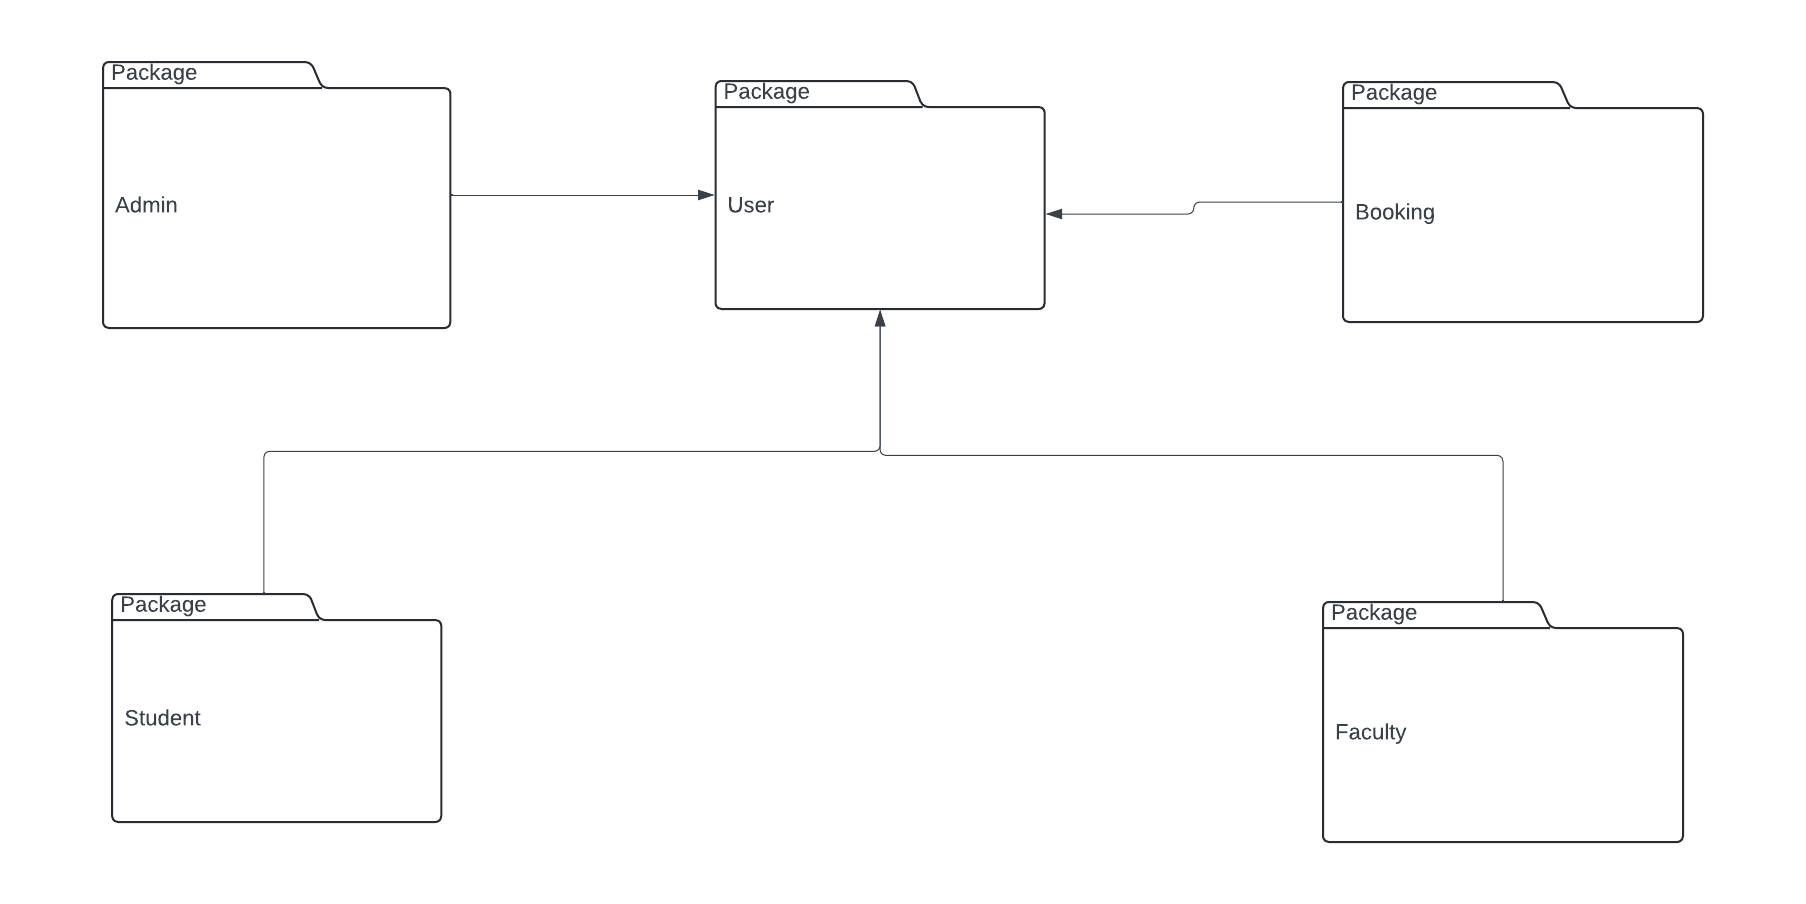 Package
Admin
Package
User
Package
Booking
Package
Student
Package
Faculty